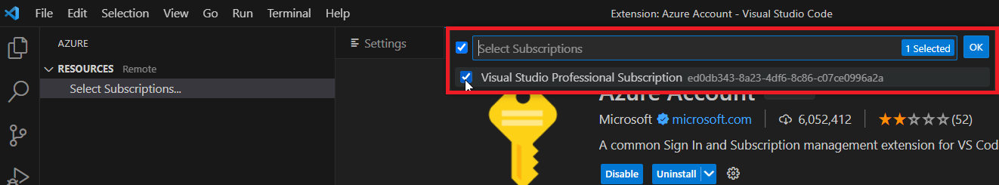 File Edit Selection View Go Run Terminal Help
Extension: Azure Account - Visual Studio Code
AZURE
Settings
Select Subscriptions
1 Selected
OK
RESOURCES Remote
Visual Studio Professional Subscription ed0db343-8a23-4df6-8c86-c07ce0996a2a
Select Subscriptions...
Azure Account
Microsoft microsoft.com 6,052,412 (52)
A common Sign In and Subscription management extension for VS Cod
Disable Uninstall